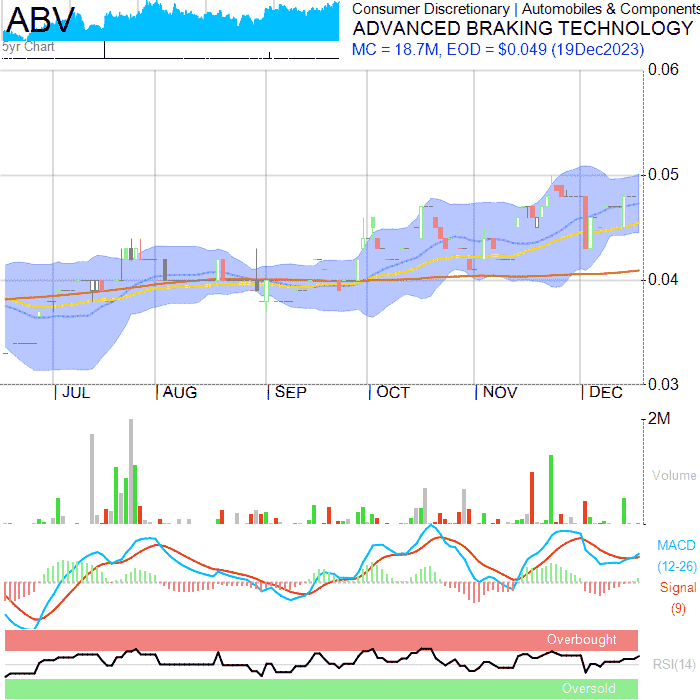 ABV
5yr Chart
Consumer Discretionary | Automobiles & Components
ADVANCED BRAKING TECHNOLOGY
MC = 18.7M, EOD = $0.049 (19Dec2023)
0.06
0.05
0.04
0.03
JUL AUG SEP OCT NOV DEC
2M
Volume
MACD
(12-26)
Signal
(9)
Overbought
RSI(14)
Oversold